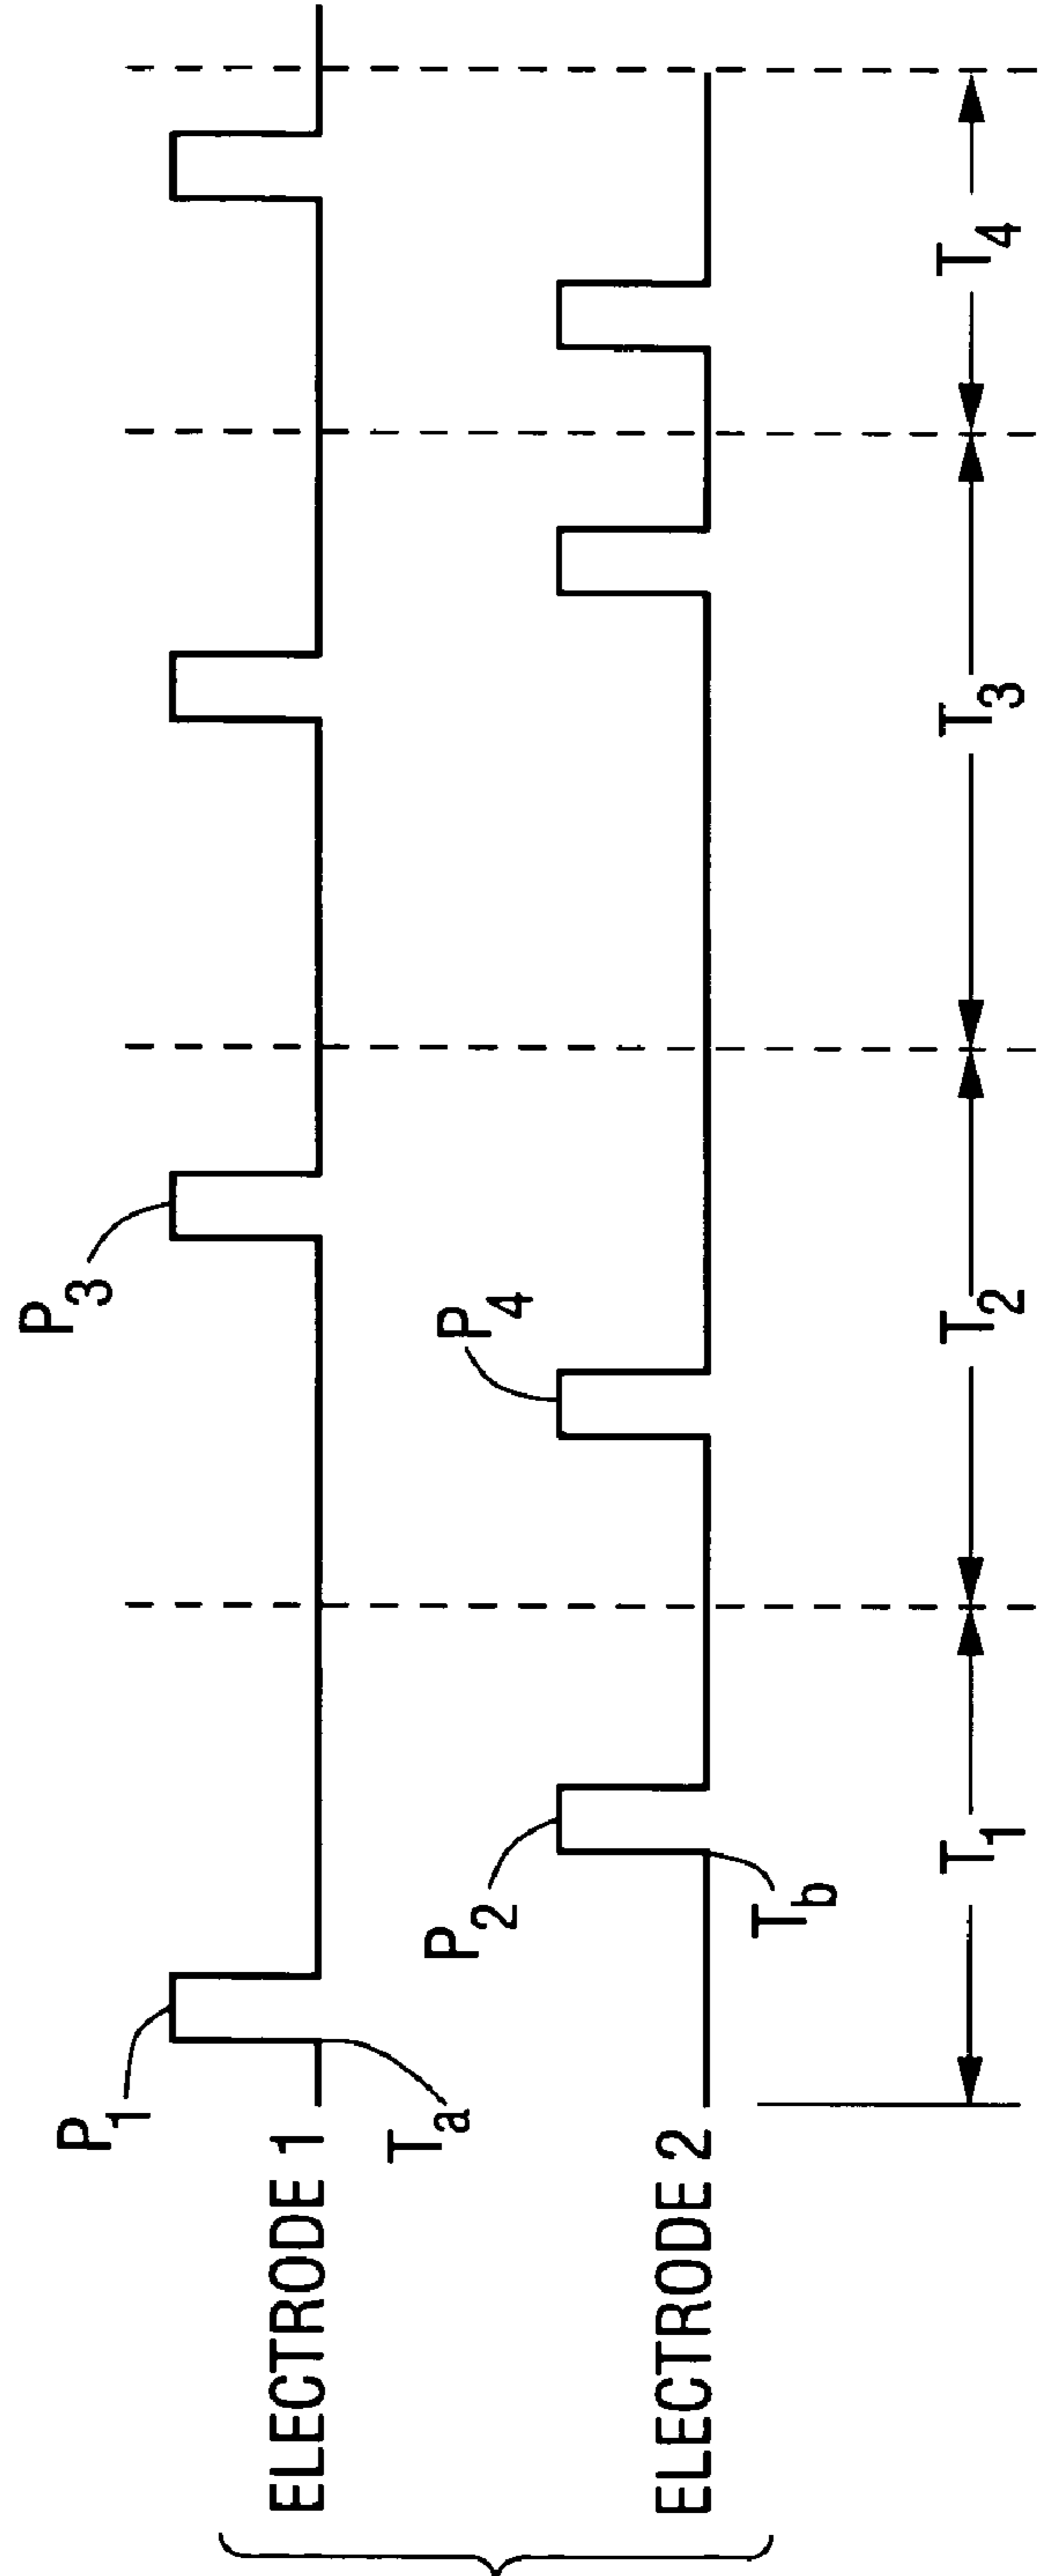 P1
P3
ELECTRODE 1
Ta
P2
P4
ELECTRODE 2
Tb
T1
T2
T3
T4